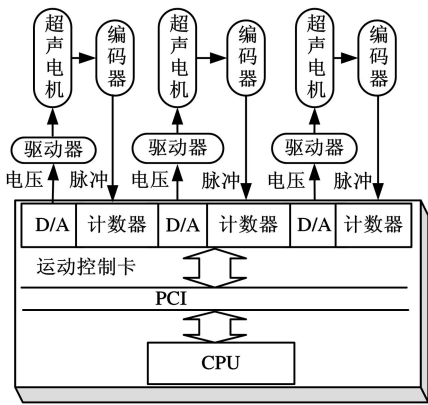 超声电机 编码器 超声电机 编码器 超声电机 编码器
驱动器 驱动器 驱动器
电压 脉冲 电压 脉冲 电压 脉冲
D/A 计数器 D/A 计数器 D/A 计数器
运动控制卡
PCI
CPU